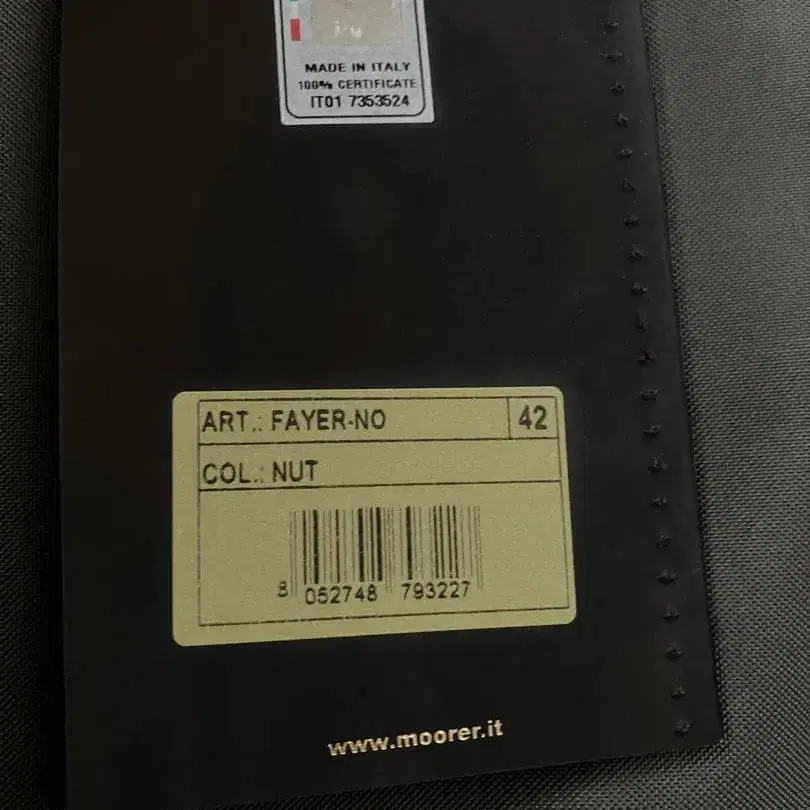 MADE IN ITALY
100% CERTIFICATE
IT01 7353524
ART.: FAYER-NO 42
COL.: NUT
8 052748 793227
www.moorer.it